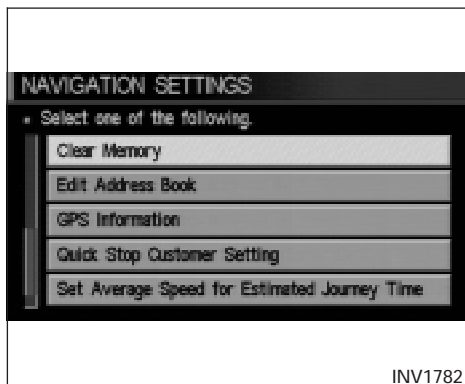 NAVIGATION SETTINGS
Select one of the following.
Clear Memory
Edit Address Book
GPS Information
Quick Stop Customer Setting
Set Average Speed for Estimated Journey Time
INV1782